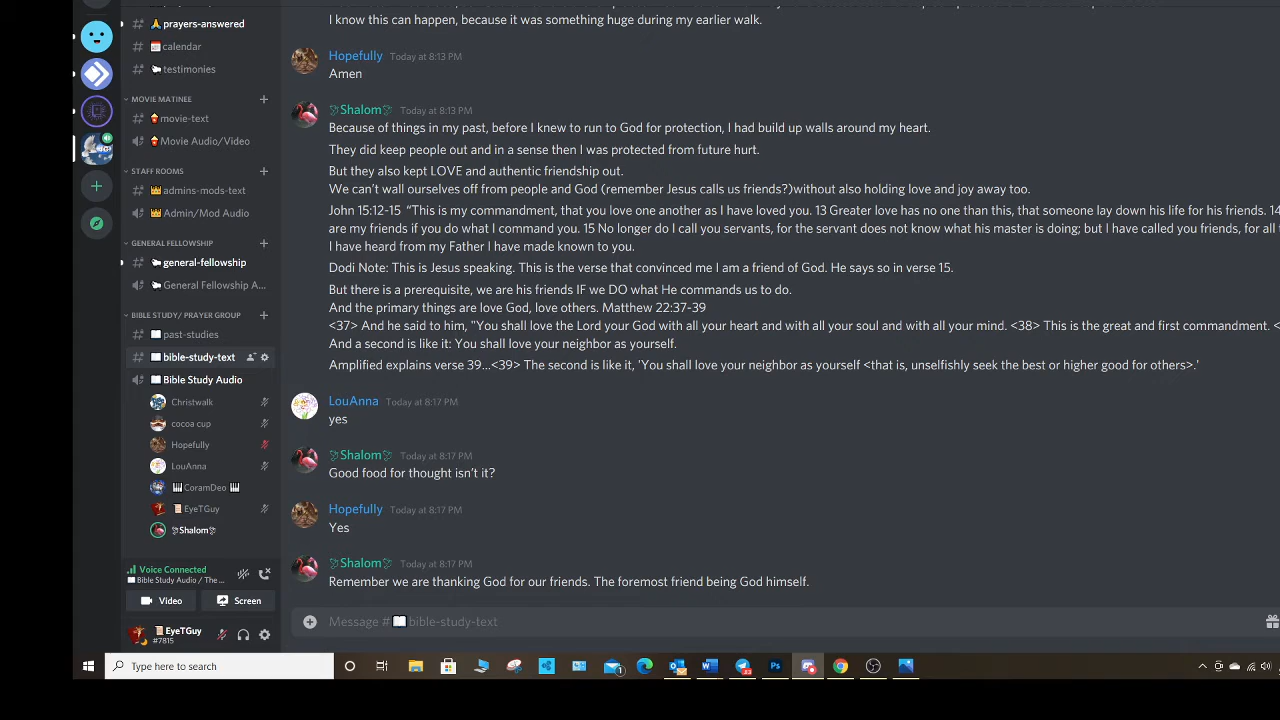 prayers-answered
calendar
testimonies
MOVIE MATINEE
movie-text
Movie Audio/Video
STAFF ROOMS
admins-mods-text
Admin/Mod Audio
GENERAL FELLOWSHIP
general-fellowship
General Fellowship A...
BIBLE STUDY/ PRAYER GROUP
past-studies
bible-study-text
Bible Study Audio
Christwalk
cocoa cup
Hopefully
LouAnna
CoramDeo
EyeTGuy
Shalom
Voice Connected
Bible Study Audio / The ...
Video Screen
EyeTGuy
#7815
I know this can happen, because it was something huge during my earlier walk.
Hopefully Today at 8:13 PM
Amen
Shalom Today at 8:13 PM
Because of things in my past, before I knew to run to God for protection, I had build up walls around my heart.
They did keep people out and in a sense then I was protected from future hurt.
But they also kept LOVE and authentic friendship out.
We can't wall ourselves off from people and God (remember Jesus calls us friends?)without also holding love and joy away too.
John 15:12-15 “This is my commandment, that you love one another as I have loved you. 13 Greater love has no one than this, that someone lay down his life for his friends. 14
are my friends if you do what I command you. 15 No longer do I call you servants, for the servant does not know what his master is doing; but I have called you friends, for all
I have heard from my Father I have made known to you.
Dodi Note: This is Jesus speaking. This is the verse that convinced me I am a friend of God. He says so in verse 15.
But there is a prerequisite, we are his friends IF we DO what He commands us to do.
And the primary things are love God, love others. Matthew 22:37-39
<37> And he said to him, "You shall love the Lord your God with all your heart and with all your soul and with all your mind. <38> This is the great and first commandment. <
And a second is like it: You shall love your neighbor as yourself.
Amplified explains verse 39...<39> The second is like it, 'You shall love your neighbor as yourself <that is, unselfishly seek the best or higher good for others>.'
LouAnna Today at 8:17 PM
yes
Shalom Today at 8:17 PM
Good food for thought isn't it?
Hopefully Today at 8:17 PM
Yes
Shalom Today at 8:17 PM
Remember we are thanking God for our friends. The foremost friend being God himself.
Message # bible-study-text
Type here to search